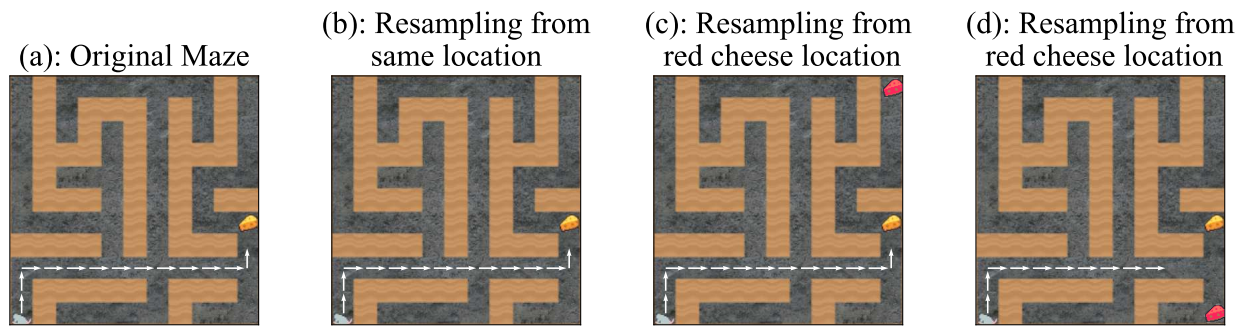 (a): Original Maze
(b): Resampling from
same location
(c): Resampling from
red cheese location
(d): Resampling from
red cheese location